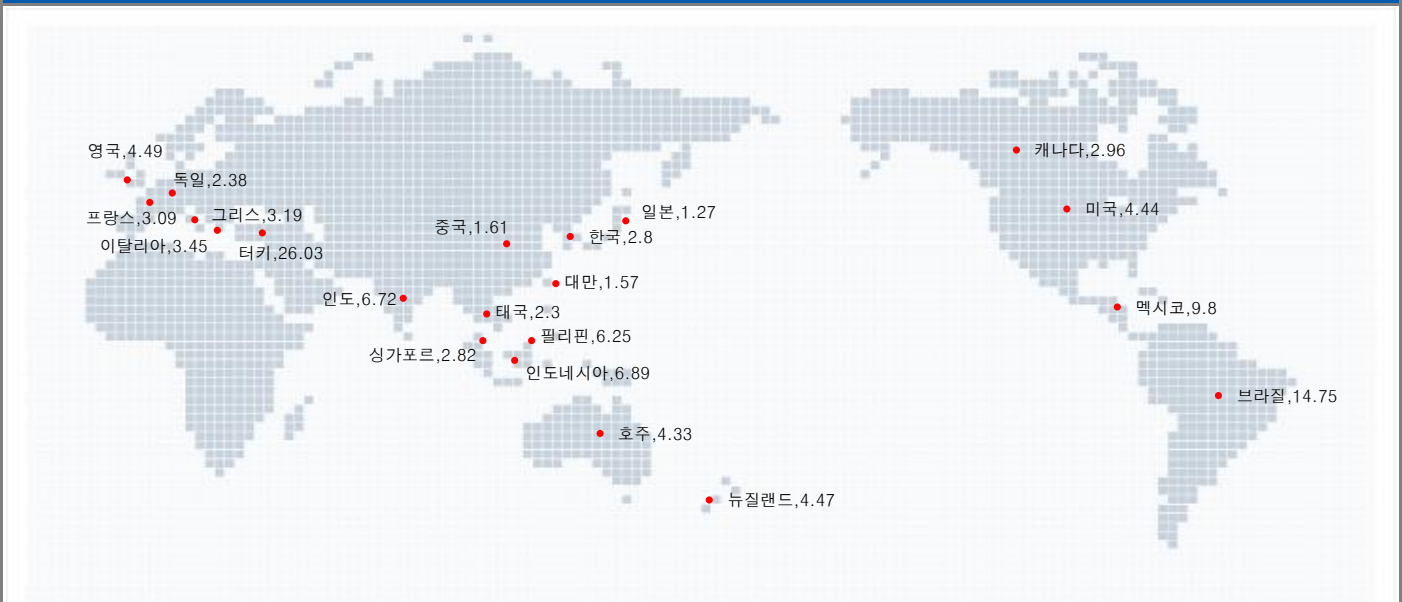 영국,4.49
캐나다,2.96
독일,2.38
프랑스,3.09
그리스,3.19
일본,1.27
미국,4.44
중국,1.61
한국,2.8
이탈리아,3.45
터키,26.03
대만,1.57
인도,6.72
태국,2.3
멕시코,9.8
필리핀,6.25
싱가포르,2.82
인도네시아,6.89
브라질,14.75
호주,4.33
뉴질랜드,4.47